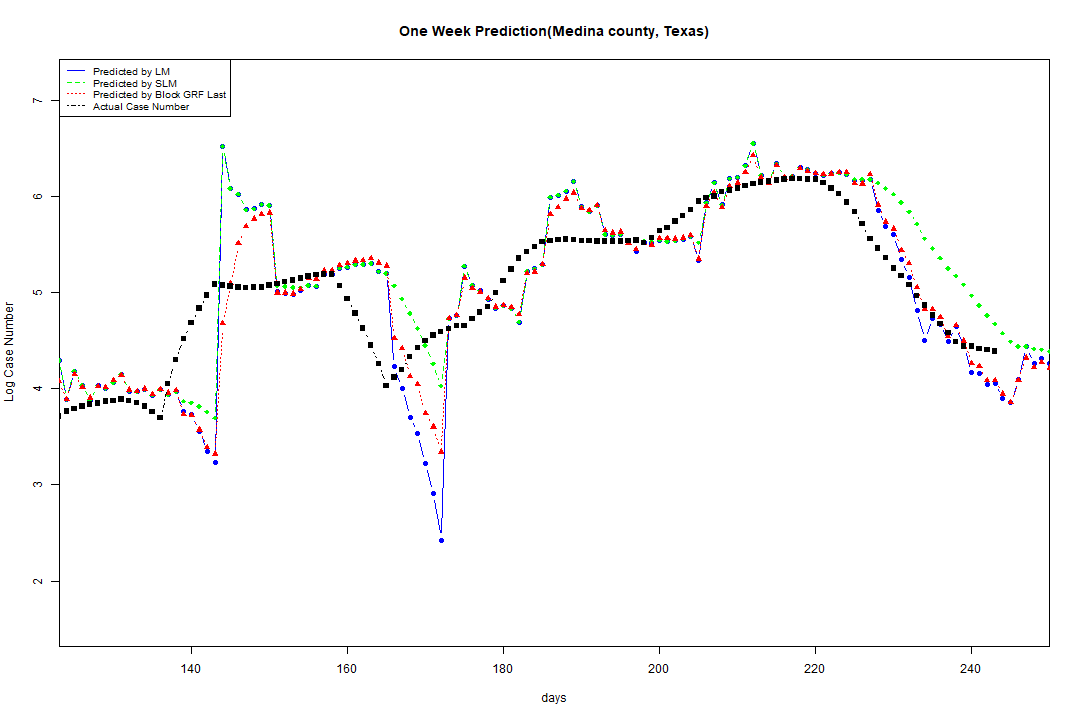 One Week Prediction(Medina county, Texas)
Predicted by LM
Predicted by SLM
Predicted by Block GRF Last
Actual Case Number
7
6
5
4
3
2
Log Case Number
140 160 180 200 220 240
days